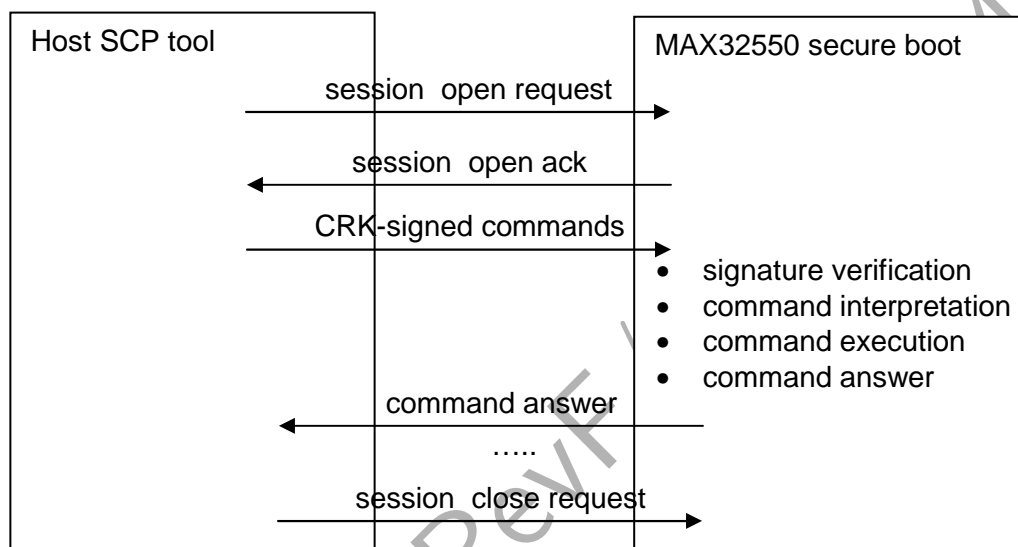 Host SCP tool
MAX32550 secure boot
session open request
session open ack
CRK-signed commands
• signature verification
• command interpretation
• command execution
• command answer
command answer
.....
session close request
RevF